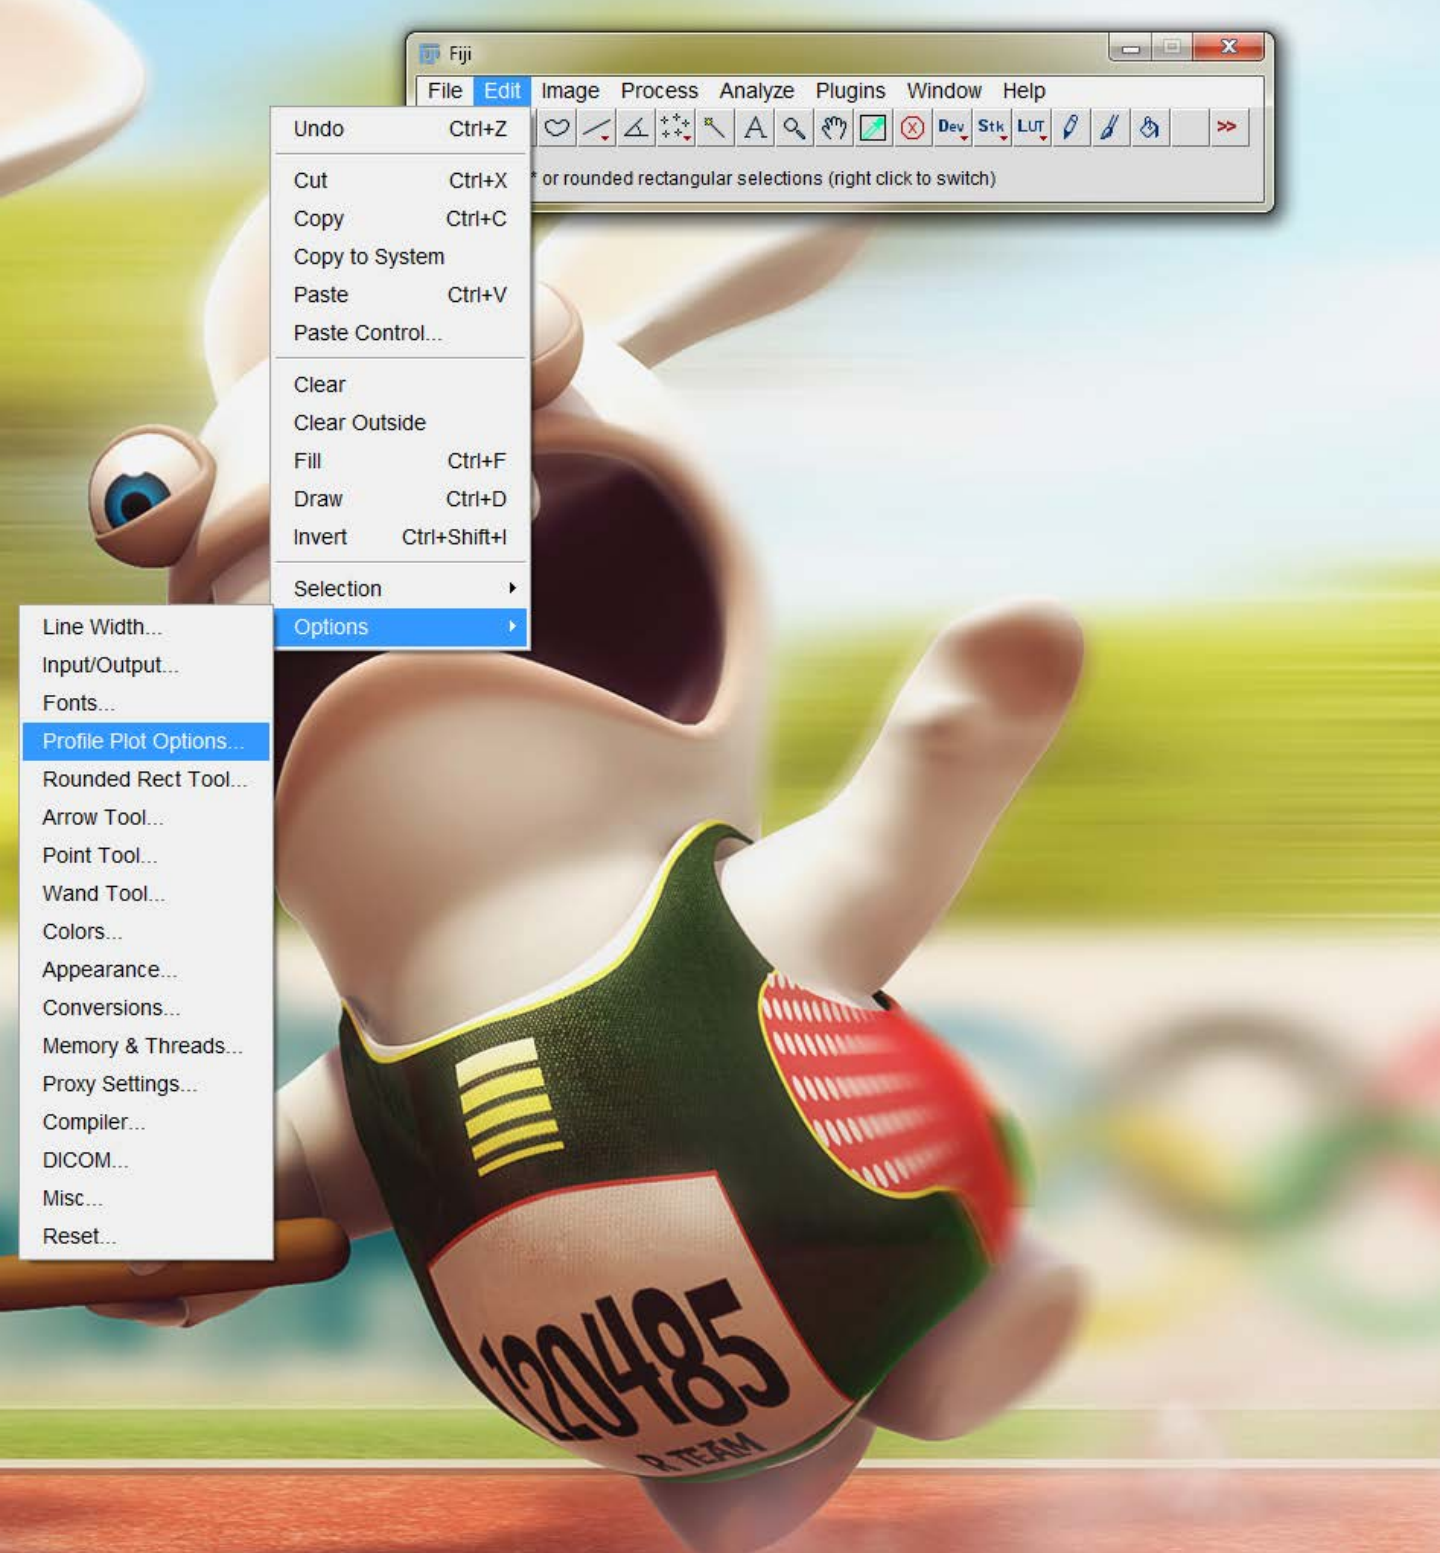 Fiji
File Edit Image Process Analyze Plugins Window Help
Dev Stk LUT >>
* or rounded rectangular selections (right click to switch)
Undo Ctrl+Z
Cut Ctrl+X
Copy Ctrl+C
Copy to System
Paste Ctrl+V
Paste Control...
Clear
Clear Outside
Fill Ctrl+F
Draw Ctrl+D
Invert Ctrl+Shift+I
Selection
Options
Line Width...
Input/Output...
Fonts...
Profile Plot Options...
Rounded Rect Tool...
Arrow Tool...
Point Tool...
Wand Tool...
Colors...
Appearance...
Conversions...
Memory & Threads...
Proxy Settings...
Compiler...
DICOM...
Misc...
Reset...
120485
R TEAM